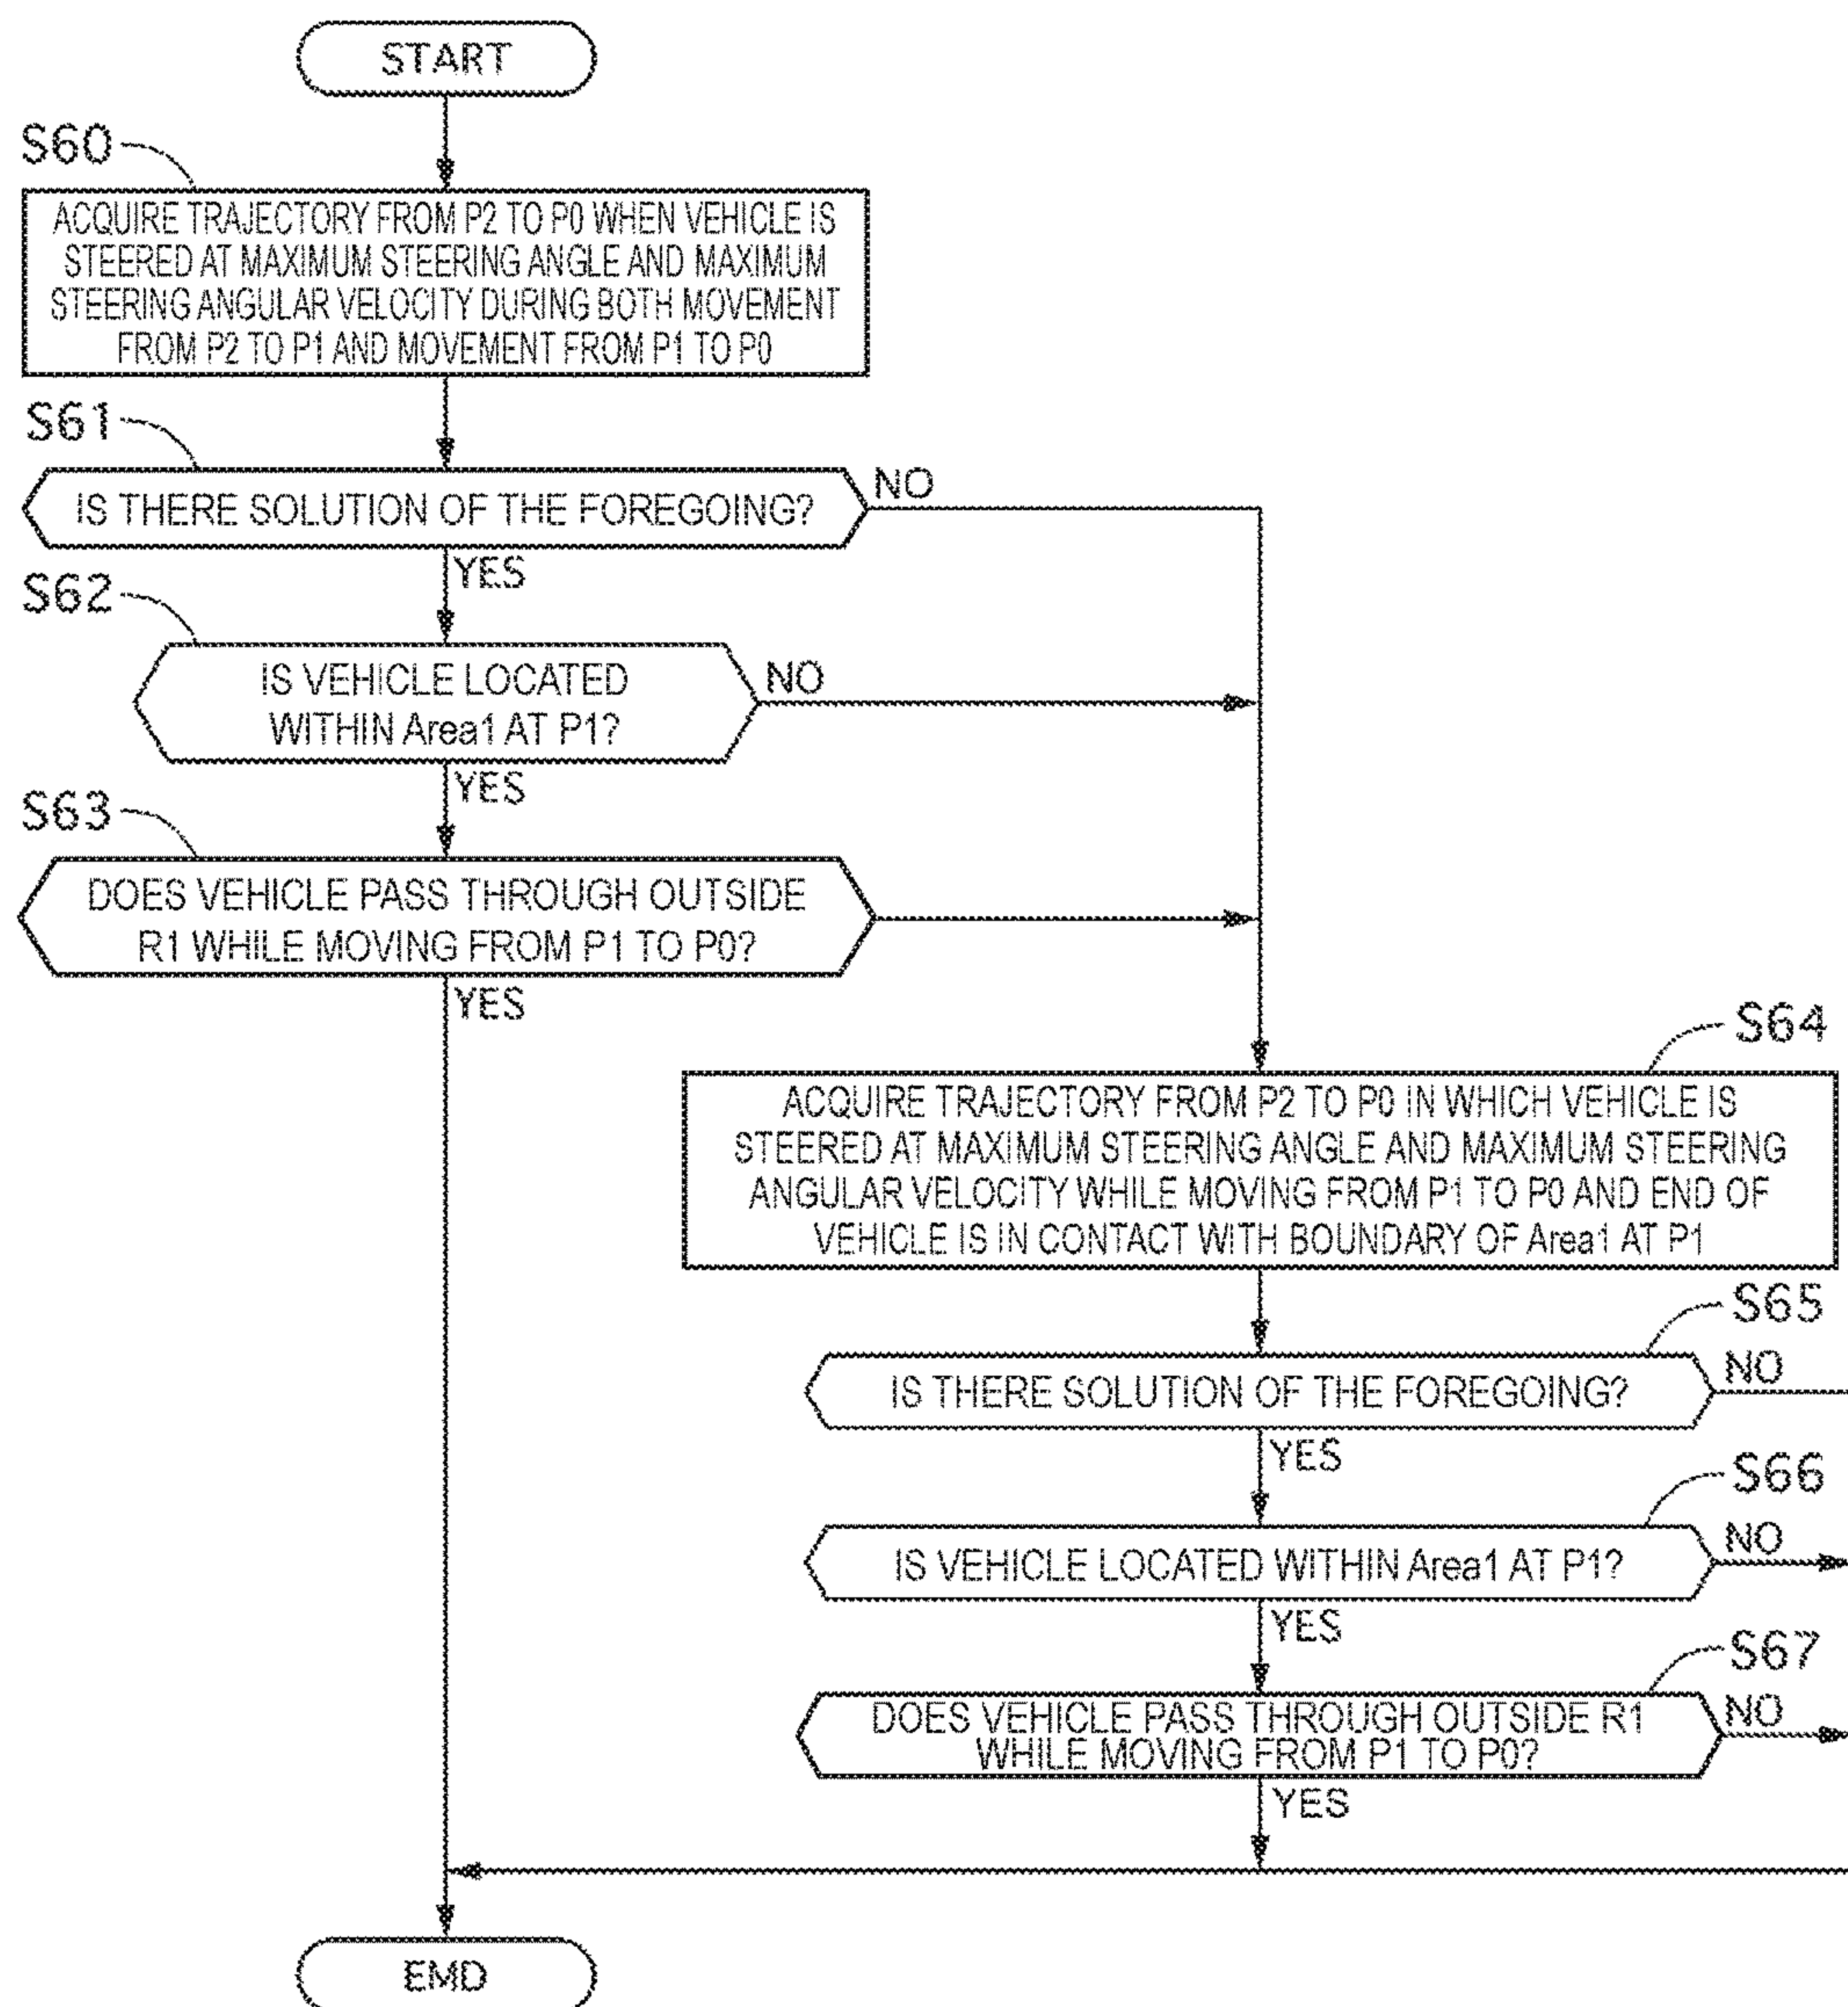 START
S60
ACQUIRE TRAJECTORY FROM P2 TO P0 WHEN VEHICLE IS
STEERED AT MAXIMUM STEERING ANGLE AND MAXIMUM
STEERING ANGULAR VELOCITY DURING BOTH MOVEMENT
FROM P2 TO P1 AND MOVEMENT FROM P1 TO P0
S61
IS THERE SOLUTION OF THE FOREGOING?
NO
YES
S62
IS VEHICLE LOCATED
WITHIN Area1 AT P1?
NO
YES
S63
DOES VEHICLE PASS THROUGH OUTSIDE
R1 WHILE MOVING FROM P1 TO P0?
YES
S64
ACQUIRE TRAJECTORY FROM P2 TO P0 IN WHICH VEHICLE IS
STEERED AT MAXIMUM STEERING ANGLE AND MAXIMUM STEERING
ANGULAR VELOCITY WHILE MOVING FROM P1 TO P0 AND END OF
VEHICLE IS IN CONTACT WITH BOUNDARY OF Area1 AT P1
S65
IS THERE SOLUTION OF THE FOREGOING?
NO
YES
S66
IS VEHICLE LOCATED WITHIN Area1 AT P1?
NO
YES
S67
DOES VEHICLE PASS THROUGH OUTSIDE R1
WHILE MOVING FROM P1 TO P0?
NO
YES
EMD